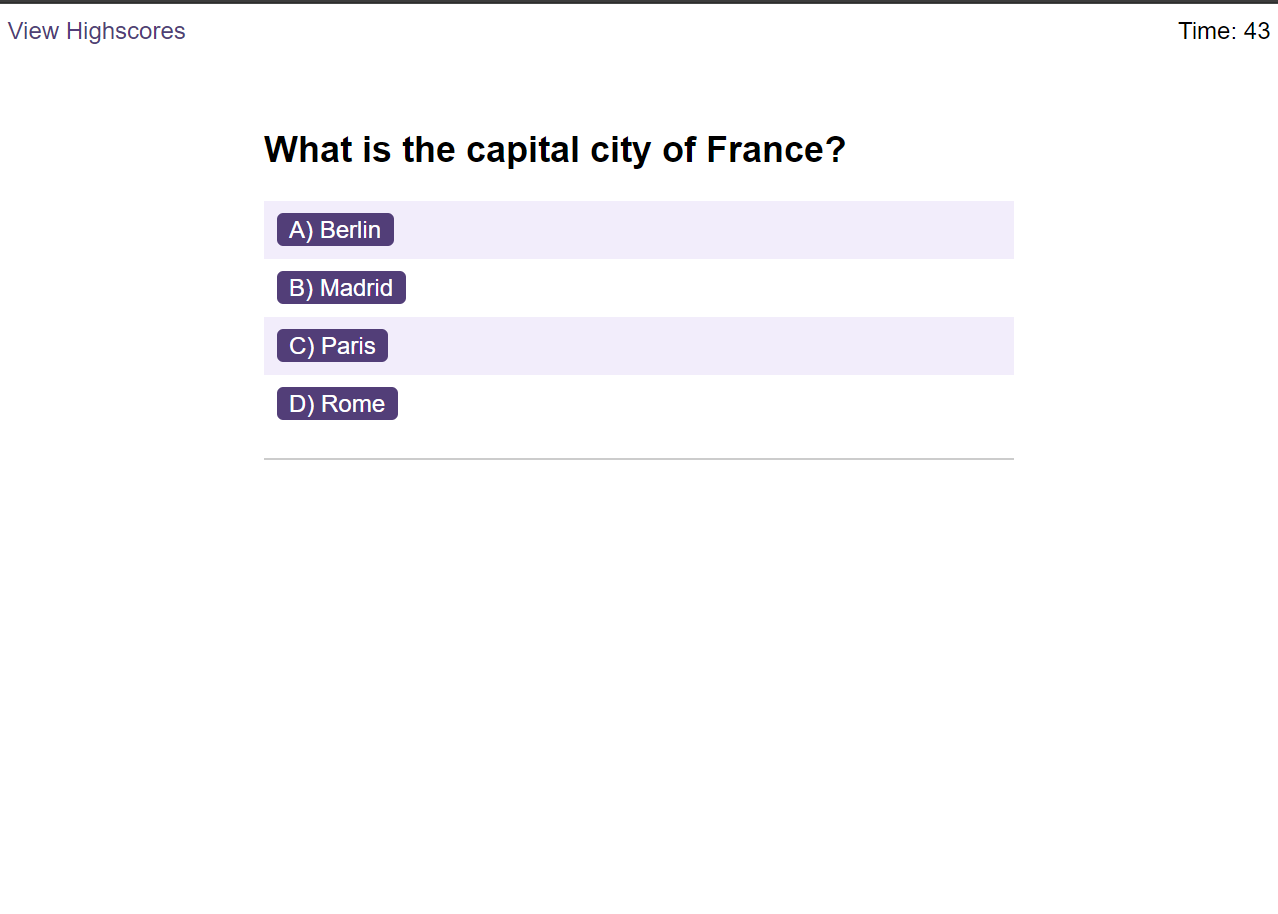 View Highscores
Time: 43
What is the capital city of France?
A) Berlin
B) Madrid
C) Paris
D) Rome